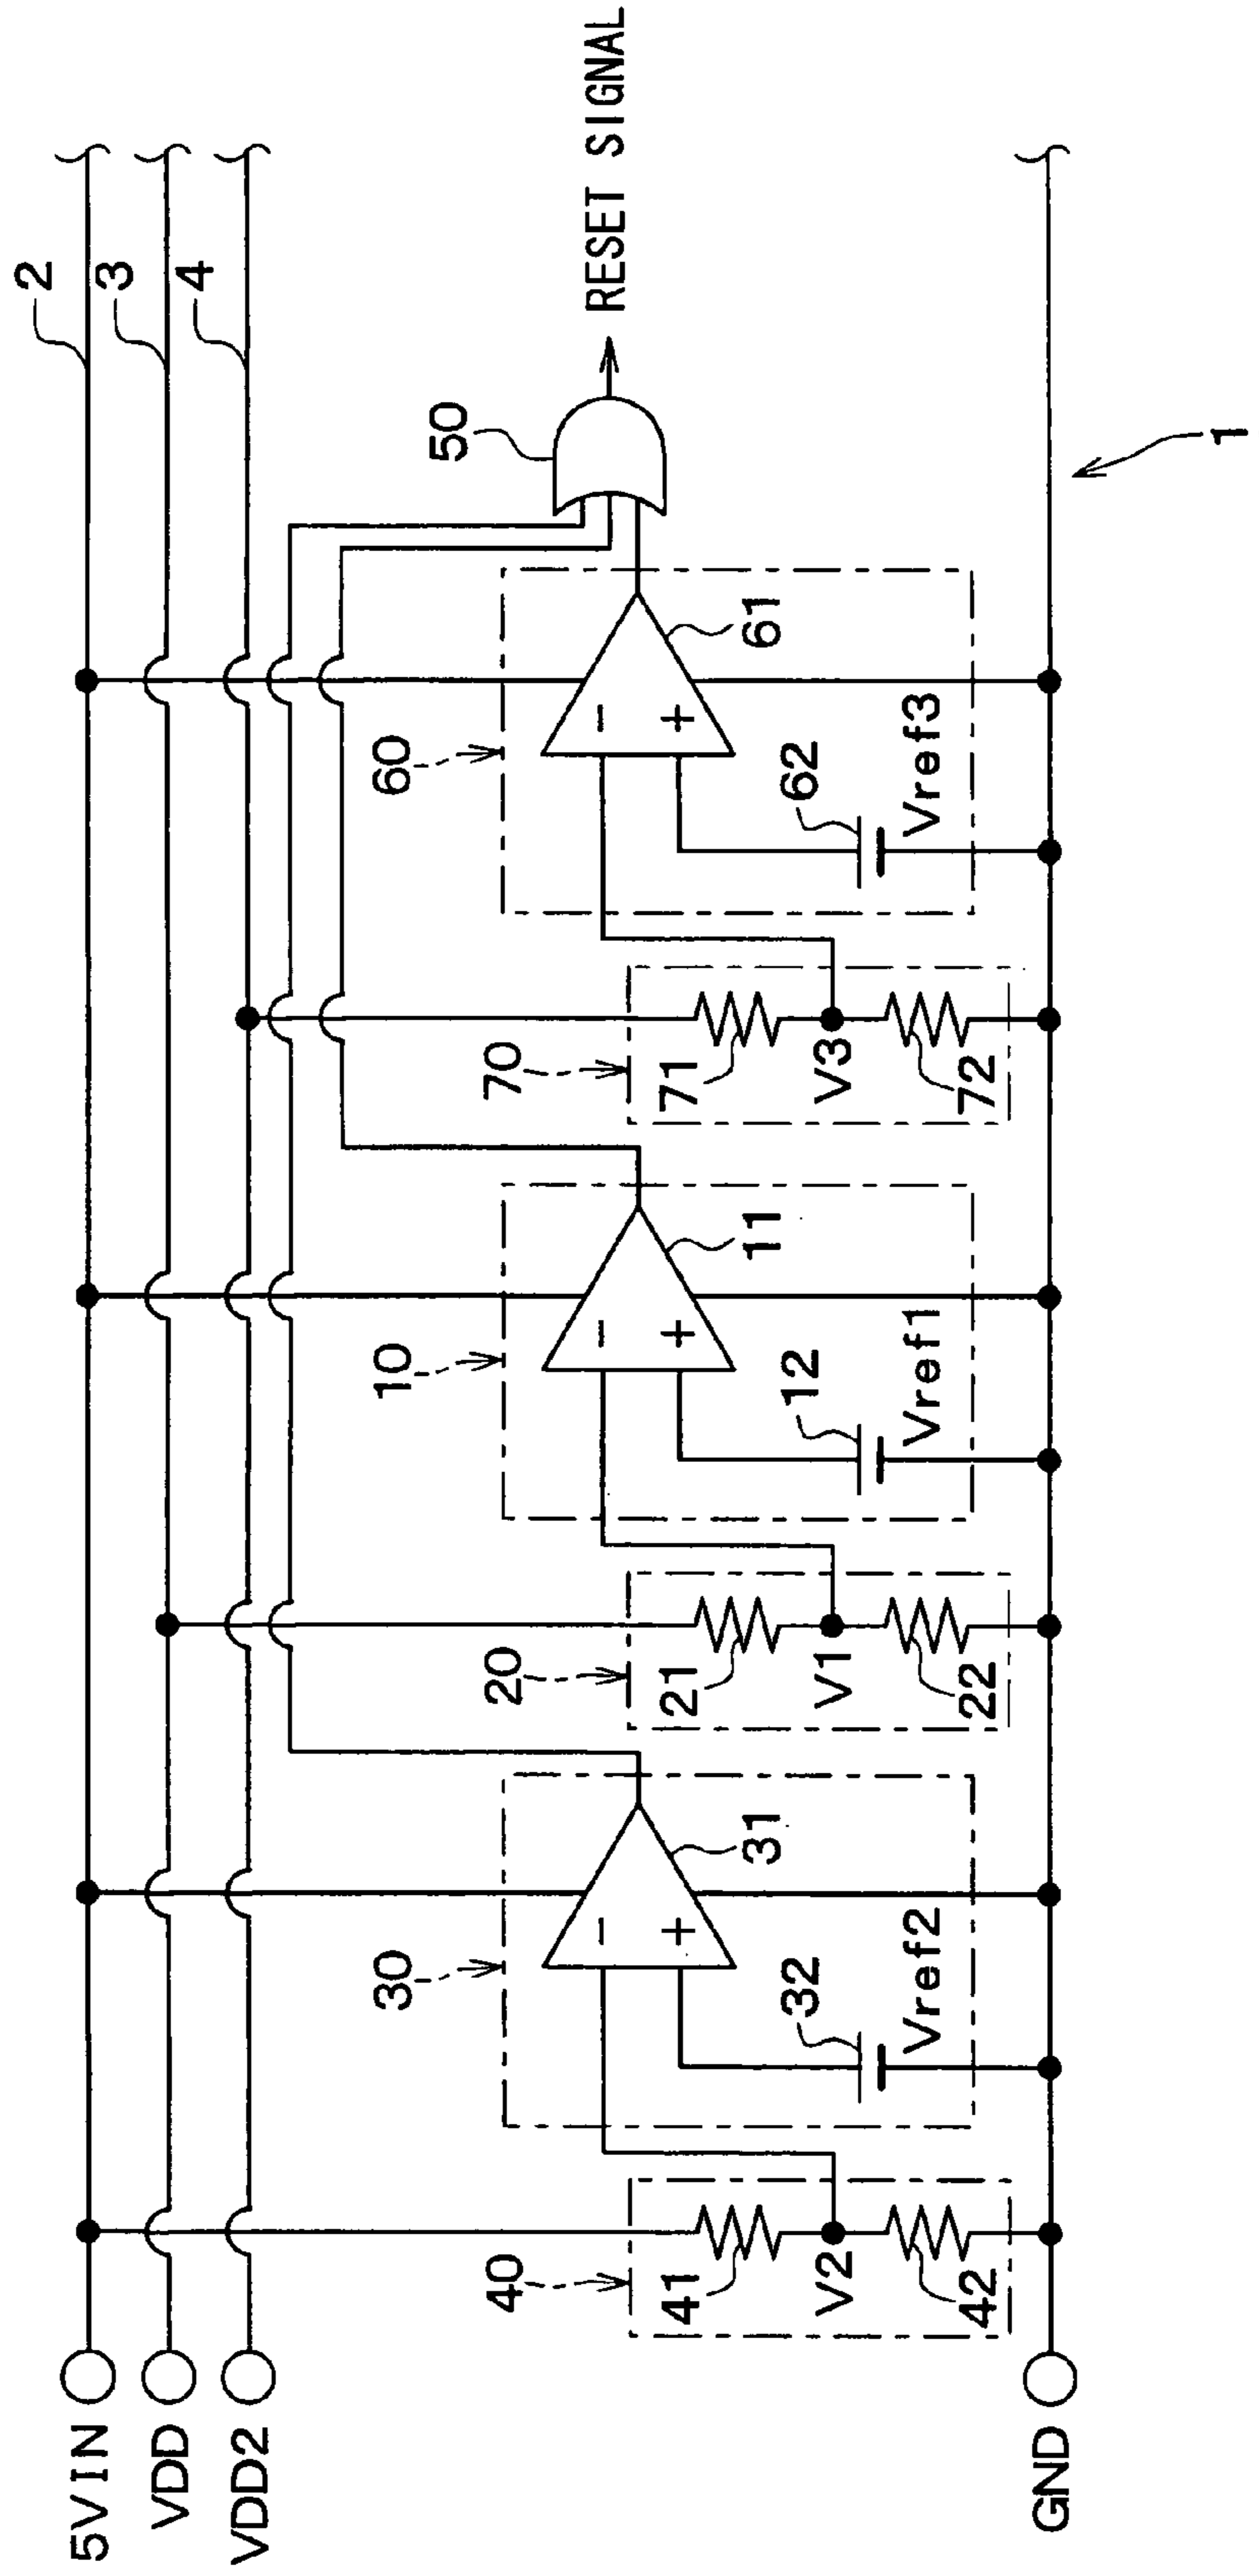 2
3
4
5VIN
VDD
VDD2
GND
RESET SIGNAL
50
1
40
41
V2
42
30
31
-
+
32
Vref2
20
21
V1
22
10
11
-
+
12
Vref1
70
71
V3
72
60
61
-
+
62
Vref3